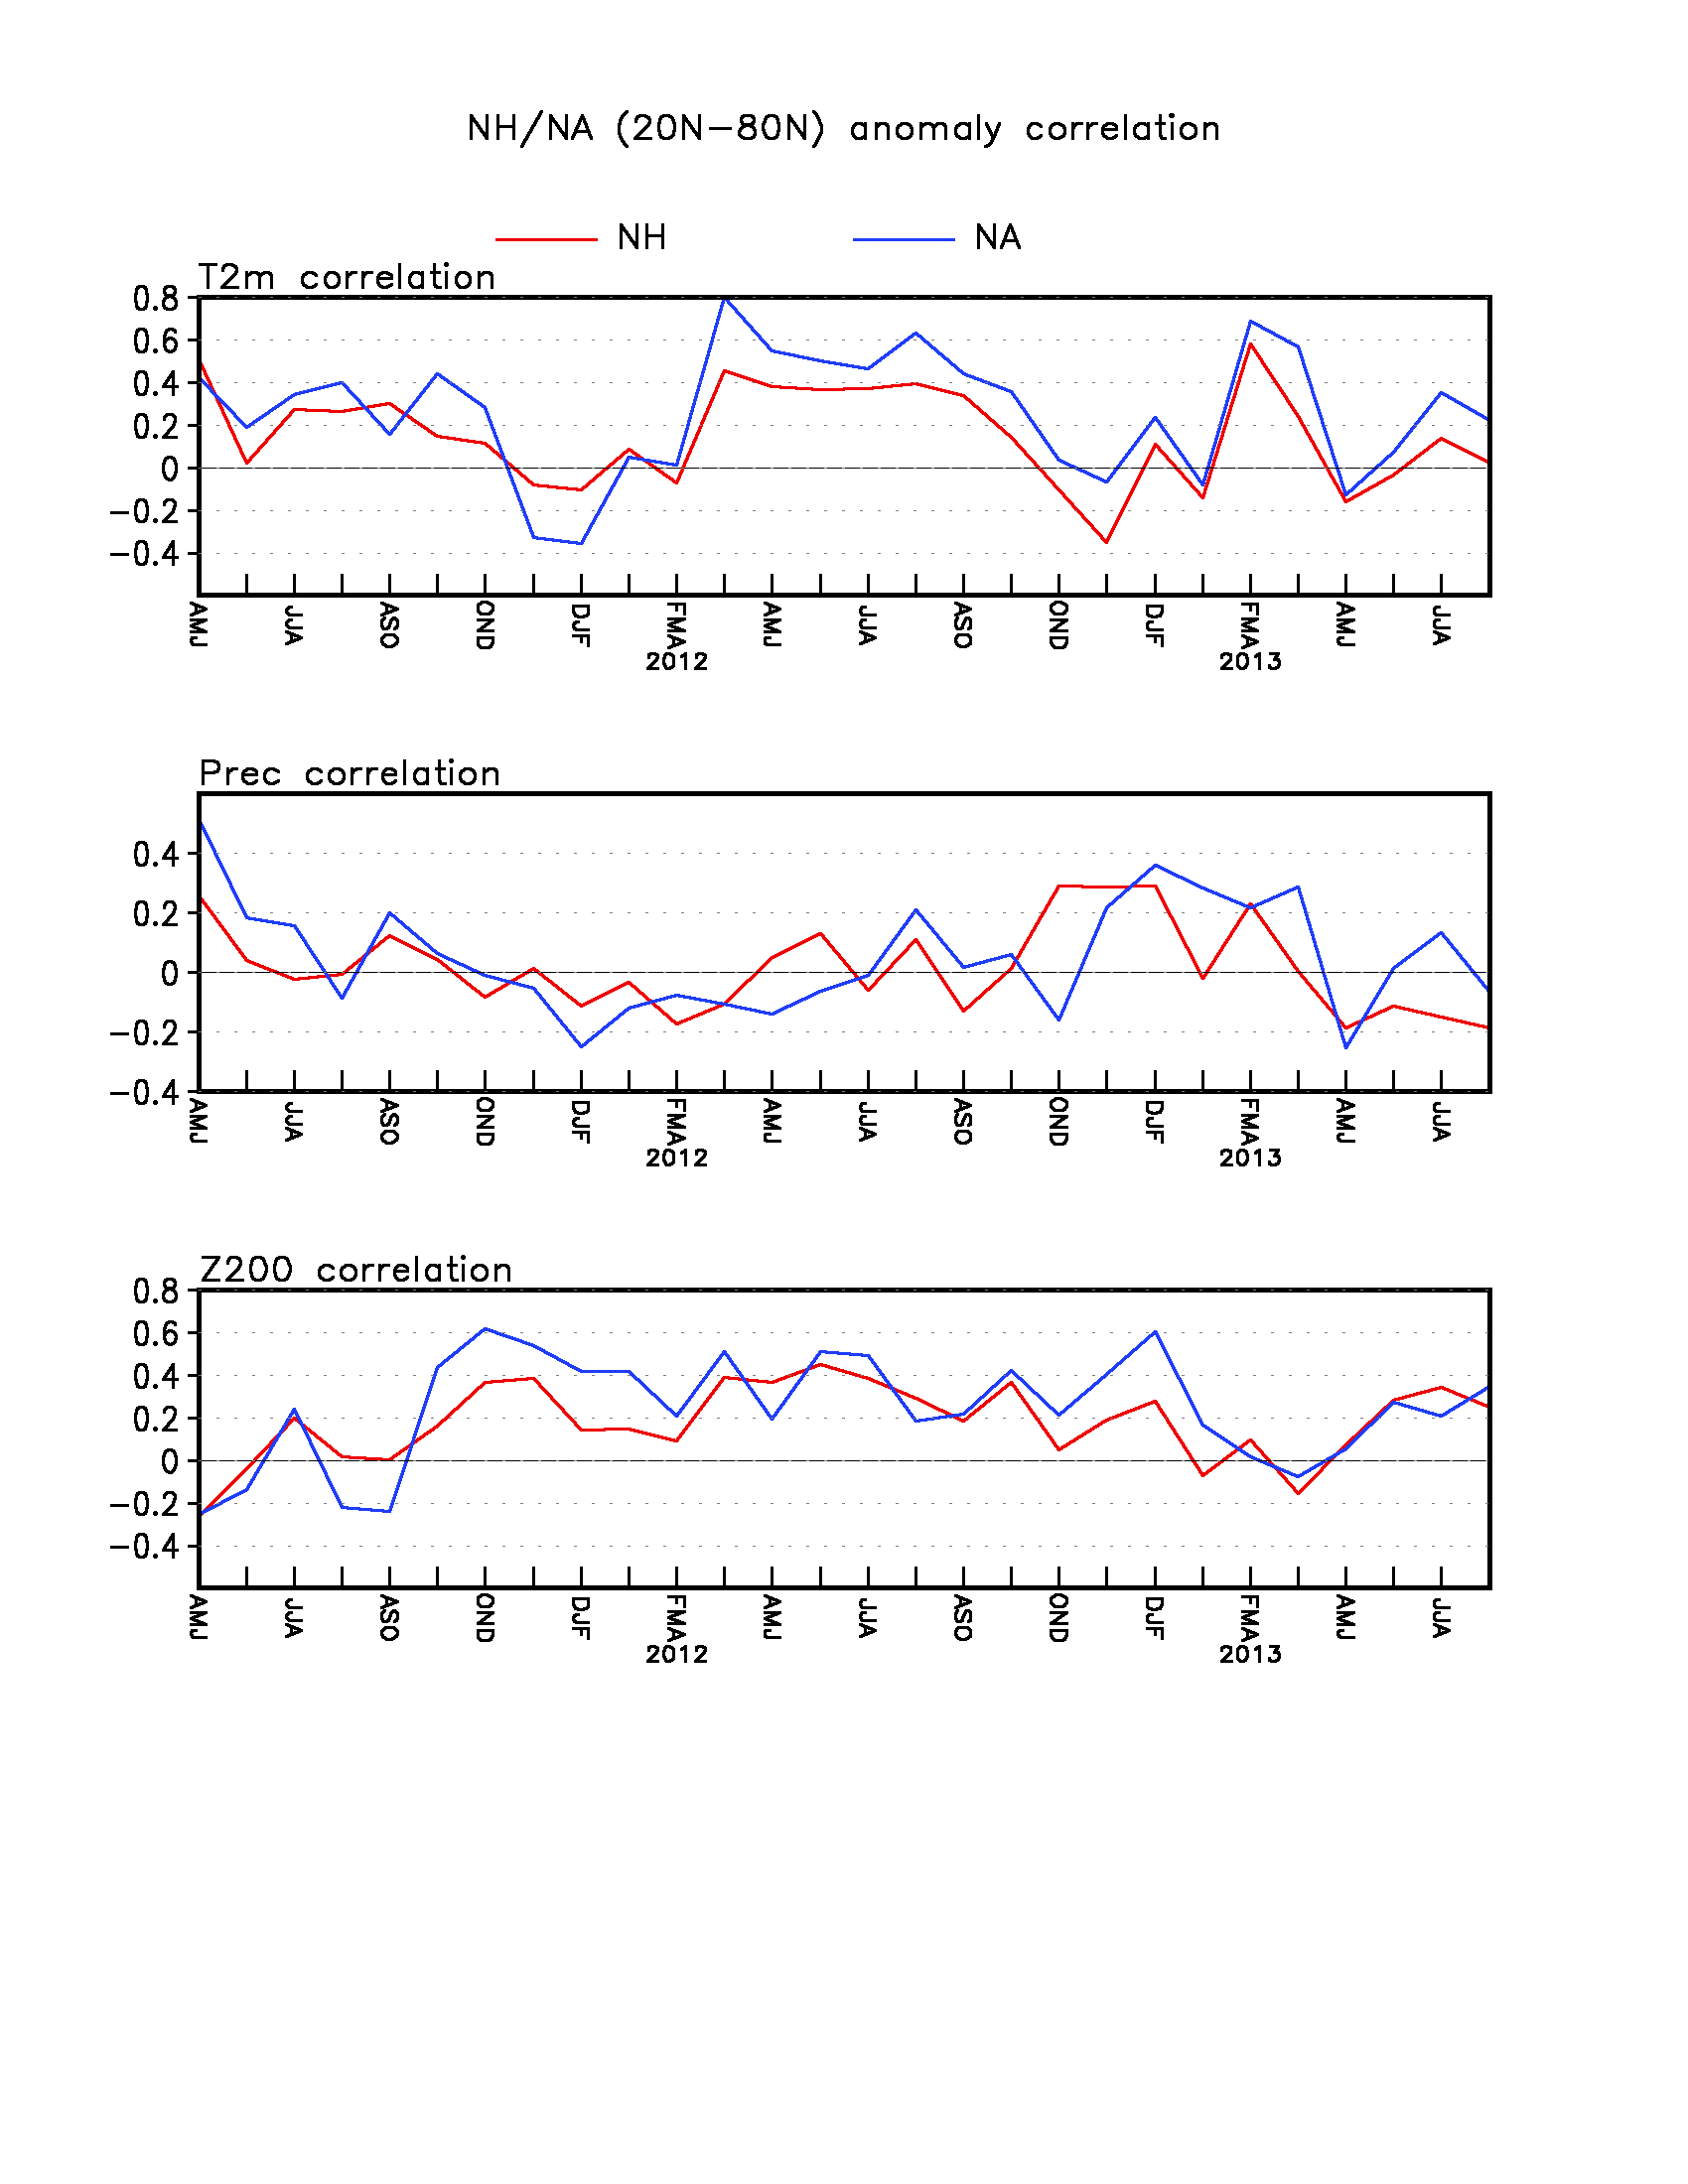 NH/NA (20N−80N) anomaly correlation
NH NA
T2m correlation
0.8
0.6
0.4
0.2
0
−0.2
−0.4
AMJ JJA ASO OND DJF FMA AMJ JJA ASO OND DJF FMA AMJ JJA
2012 2013
Prec correlation
0.4
0.2
0
−0.2
−0.4
AMJ JJA ASO OND DJF FMA AMJ JJA ASO OND DJF FMA AMJ JJA
2012 2013
Z200 correlation
0.8
0.6
0.4
0.2
0
−0.2
−0.4
AMJ JJA ASO OND DJF FMA AMJ JJA ASO OND DJF FMA AMJ JJA
2012 2013